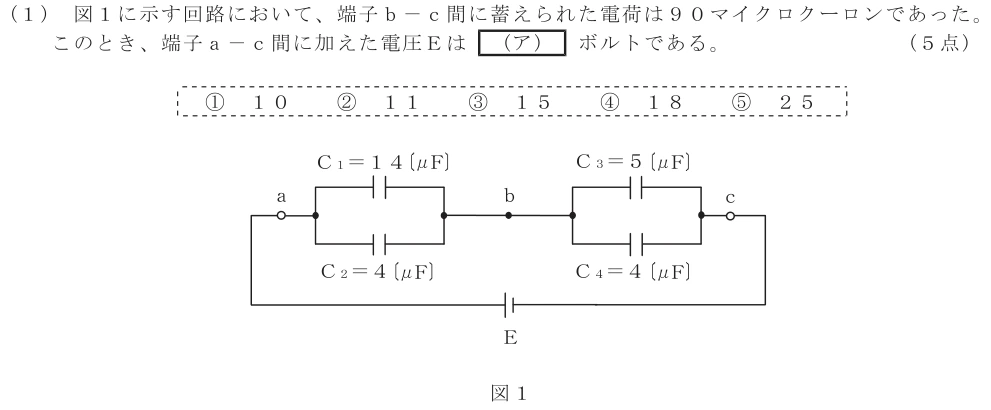 (1) 図1に示す回路において、端子b－c間に蓄えられた電荷は90マイクロクーロンであった。
このとき、端子a－c間に加えた電圧Eは (ア) ボルトである。 (5点)
① 10 ② 11 ③ 15 ④ 18 ⑤ 25
C1＝14〔μF〕 C3＝5〔μF〕
a b c
C2＝4〔μF〕 C4＝4〔μF〕
E
図1